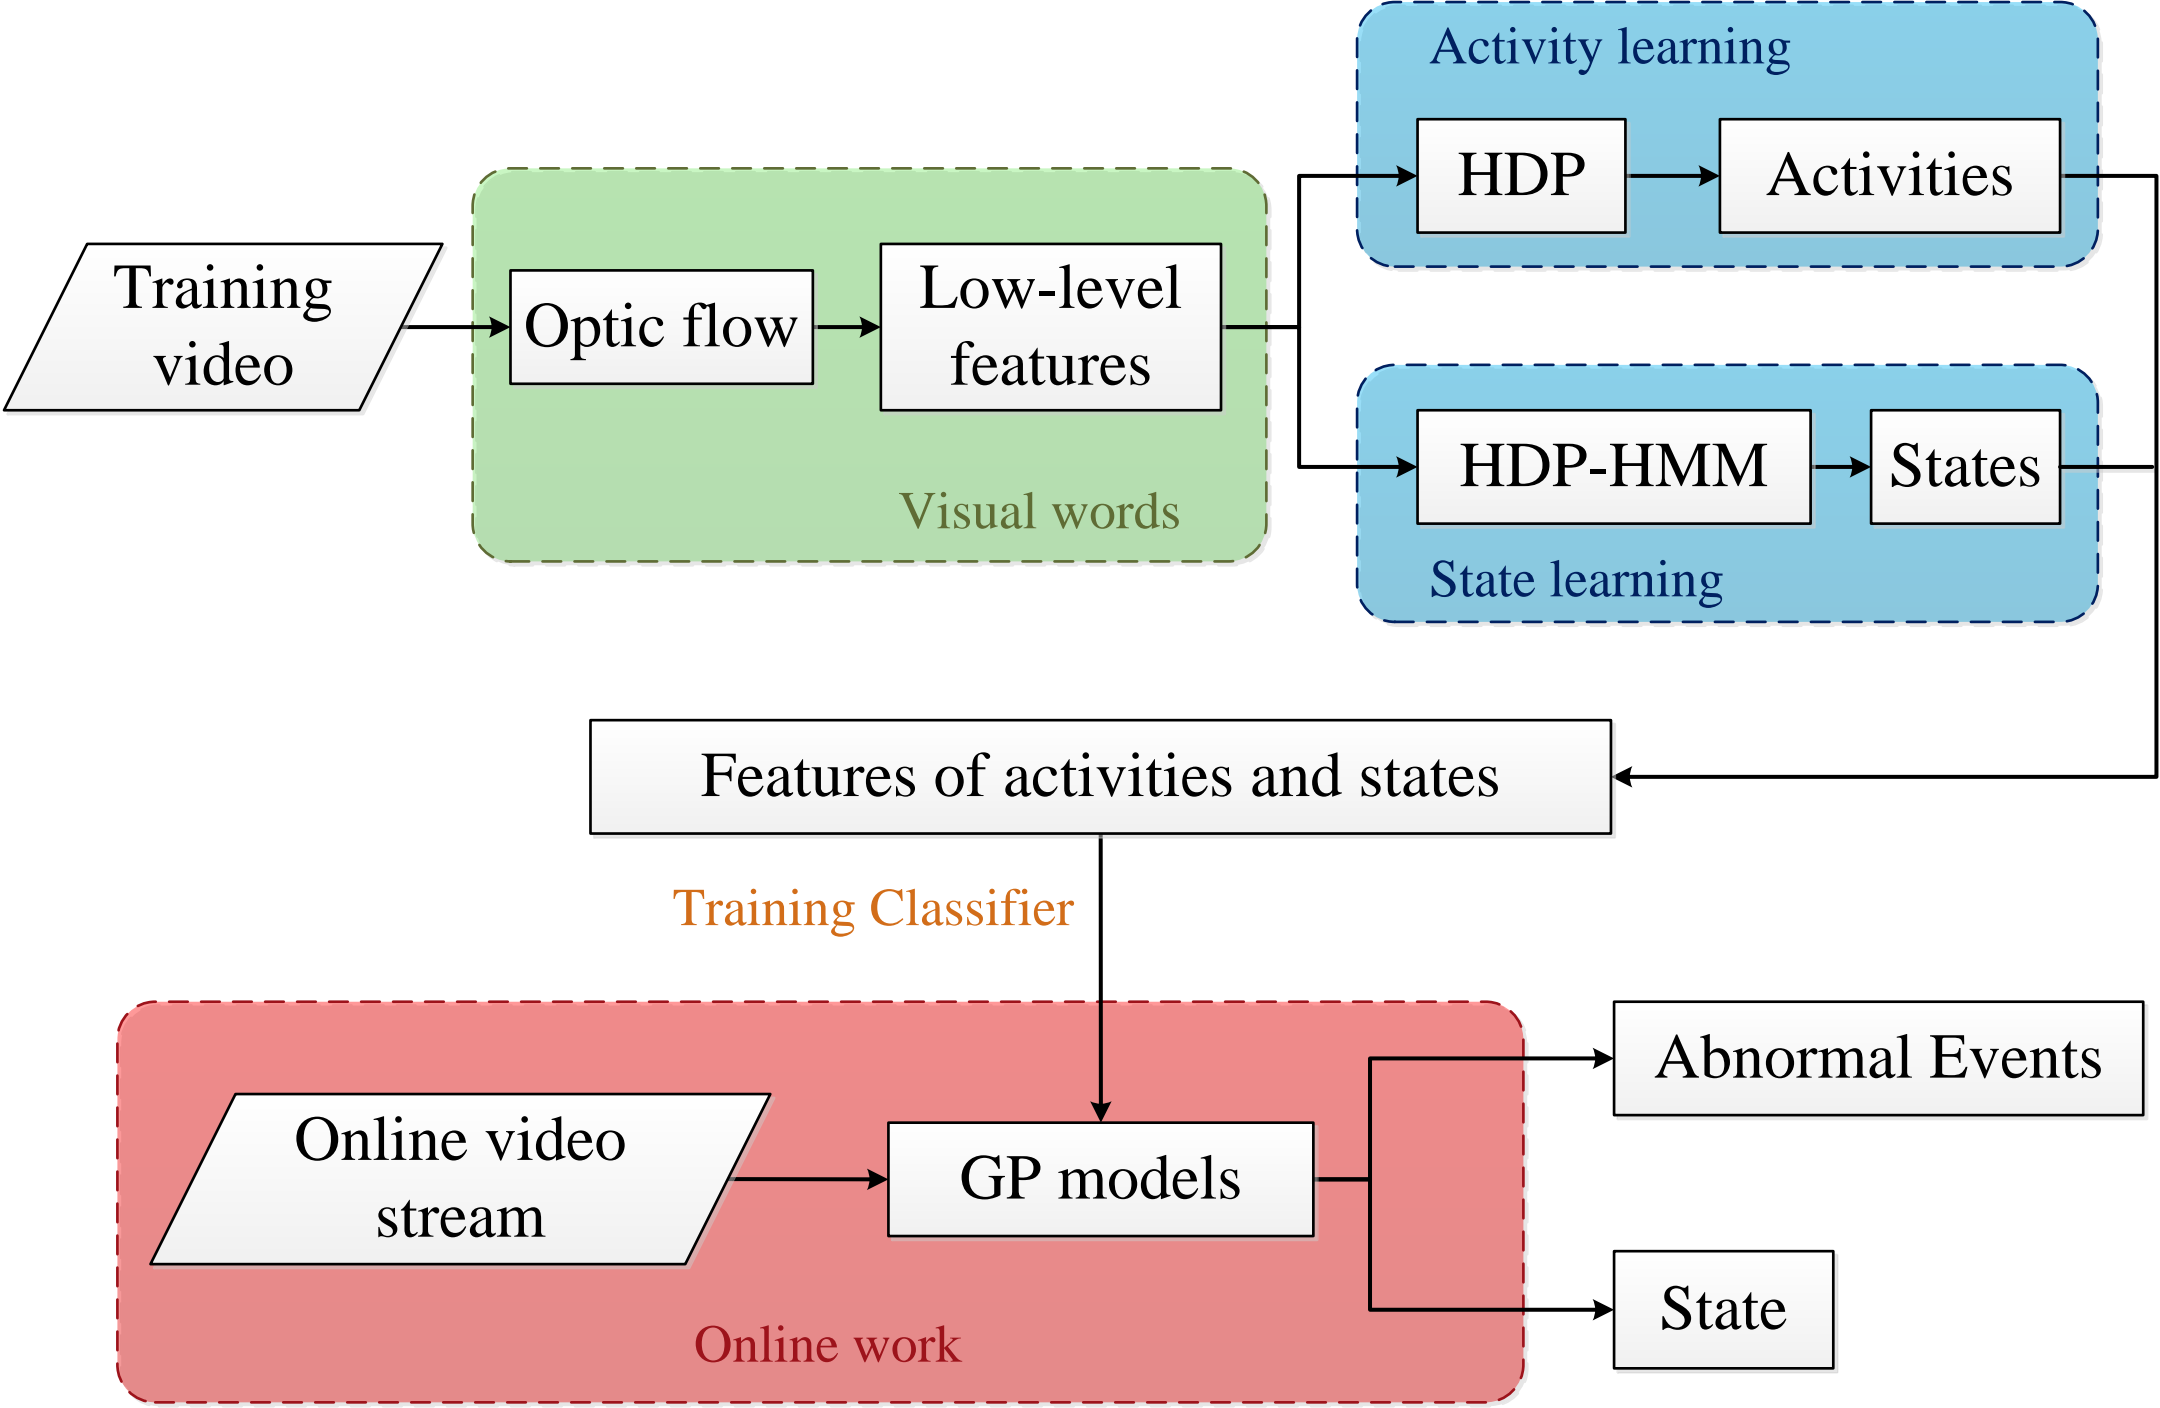 Activity learning
HDP
Activities
Training
video
Optic flow
Low-level
features
Visual words
HDP-HMM
States
State learning
Features of activities and states
Training Classifier
Online video
stream
GP models
Abnormal Events
State
Online work